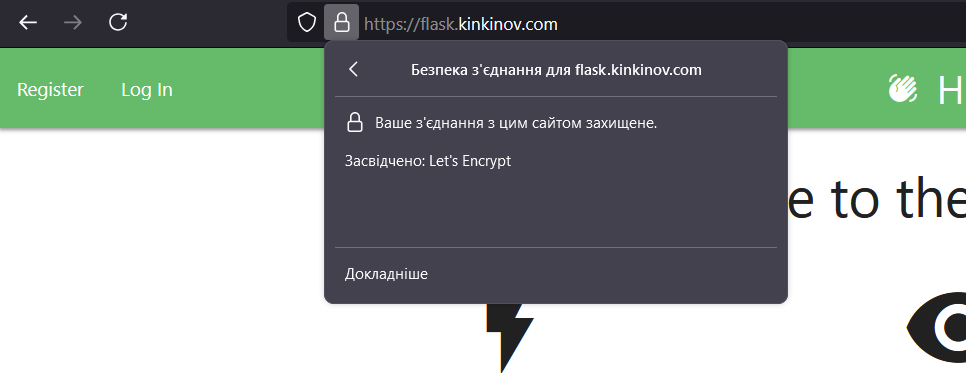 https://flask.kinkinov.com
Безпека з'єднання для flask.kinkinov.com
Register Log In
H
Ваше з'єднання з цим сайтом захищене.
Засвідчено: Let's Encrypt
e to the
Докладніше